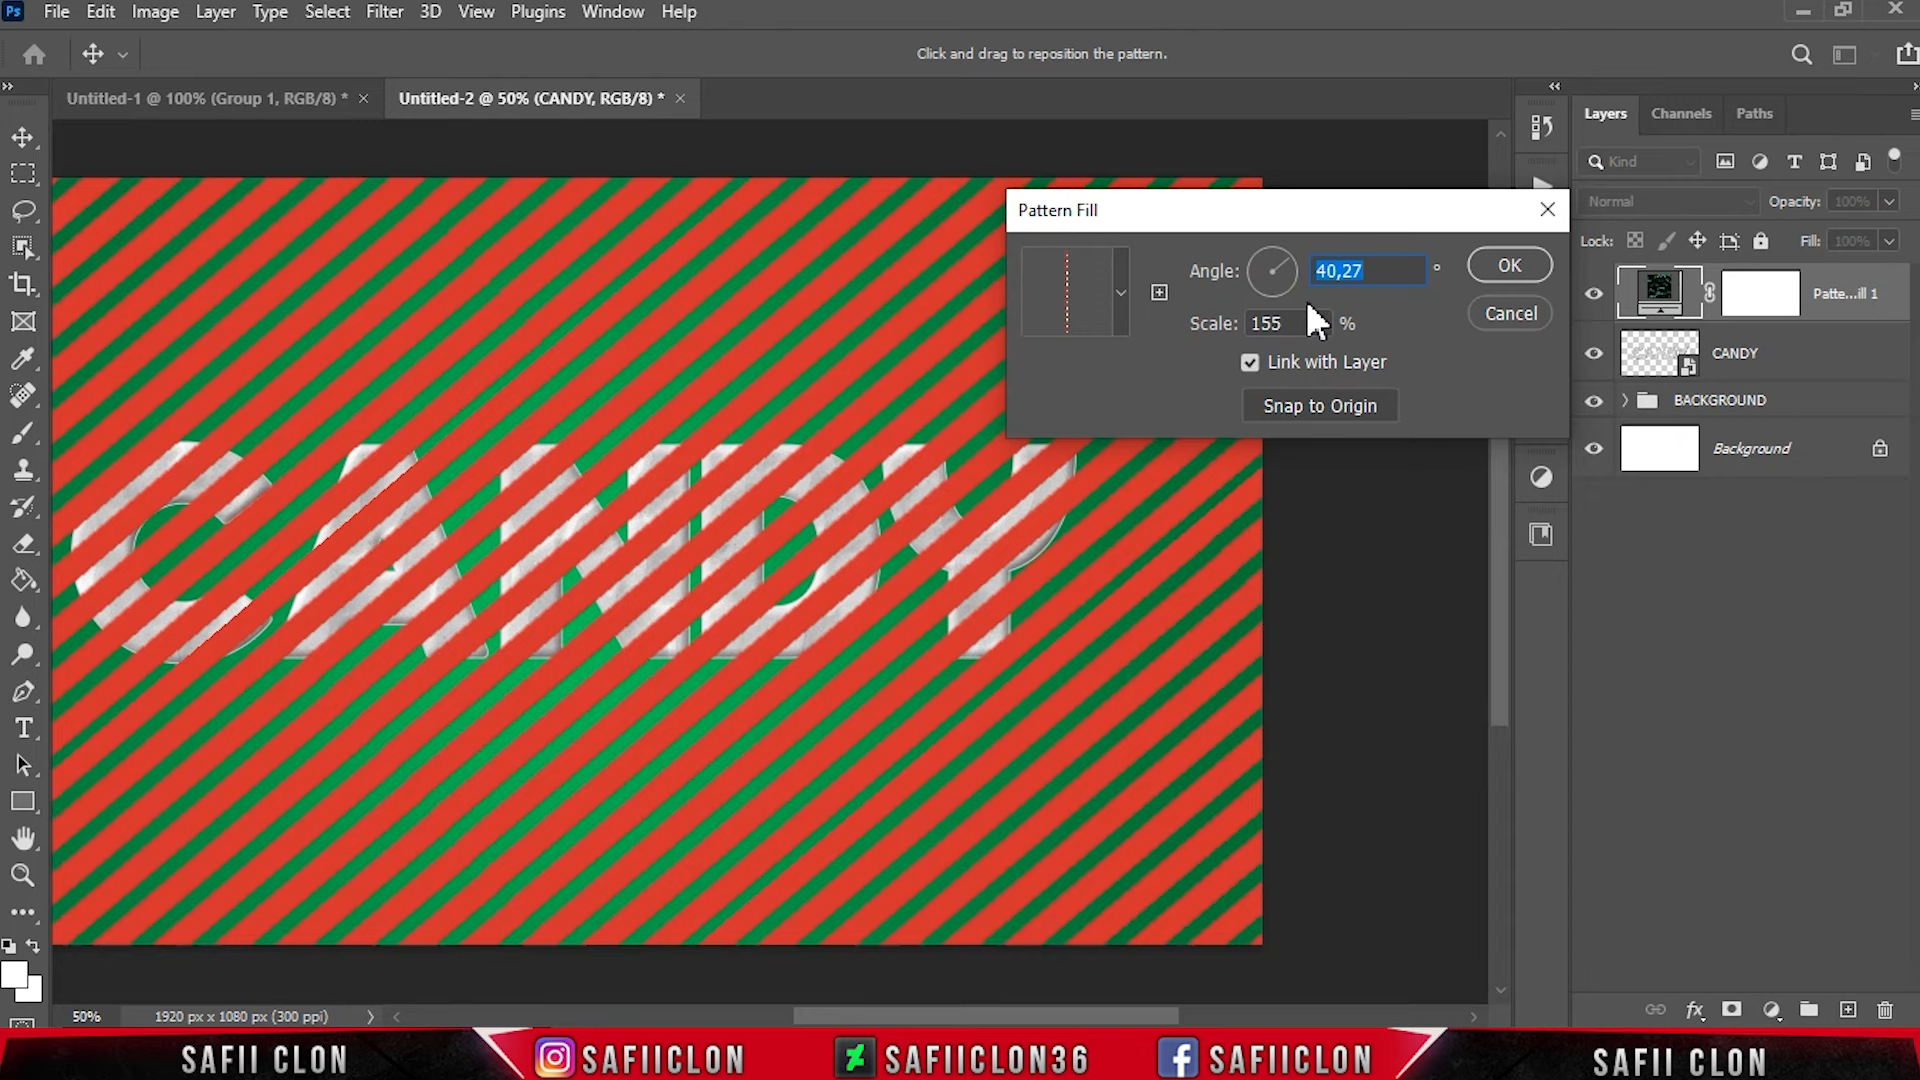 Ps File Edit Image Layer Type Select Filter 3D View Plugins Window Help
Click and drag to reposition the pattern.
Untitled-1 @ 100% (Group 1, RGB/8) * ×
Untitled-2 @ 50% (CANDY, RGB/8) * ×
Layers Channels Paths
Kind
Normal Opacity: 100%
Lock: Fill: 100%
Patte...ill 1
CANDY
BACKGROUND
Background
Pattern Fill
Angle: 40,27 °
Scale: 155 %
Link with Layer
Snap to Origin
OK
Cancel
CANDY
50% 1920 px x 1080 px (300 ppi)
SAFII CLON SAFIICLON SAFIICLON36 SAFIICLON SAFII CLON